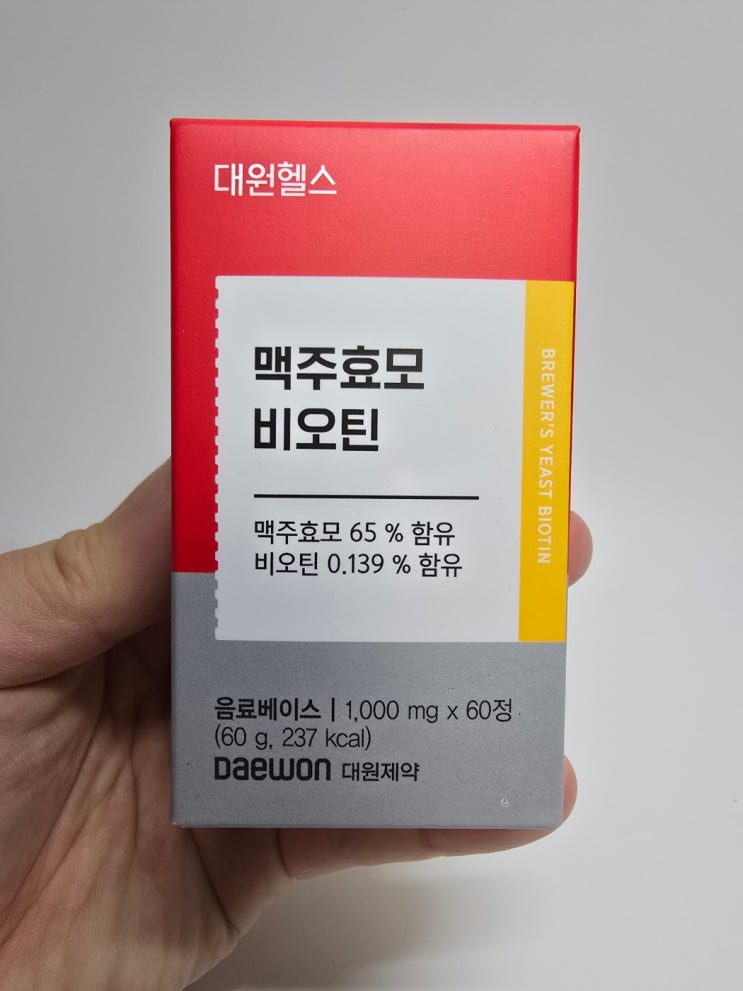 대원헬스
맥주효모
비오틴
맥주효모 65 % 함유
비오틴 0.139 % 함유
BREWER'S YEAST BIOTIN
음료베이스 | 1,000 mg x 60정
(60 g, 237 kcal)
DAEWON 대원제약